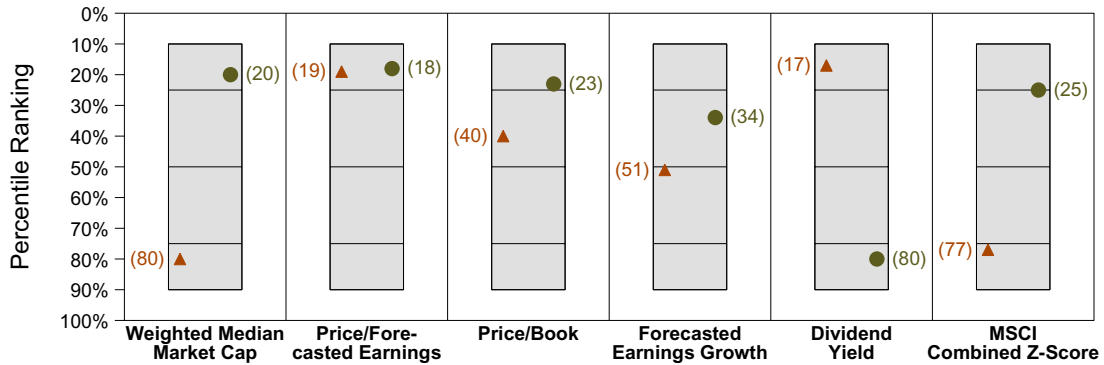 0%
10%
20%
30%
40%
50%
60%
70%
80%
90%
100%
Percentile Ranking
(80)
(20)
(19)
(18)
(40)
(23)
(51)
(34)
(17)
(80)
(77)
(25)
Weighted Median
Market Cap
Price/Fore-
casted Earnings
Price/Book
Forecasted
Earnings Growth
Dividend
Yield
MSCI
Combined Z-Score